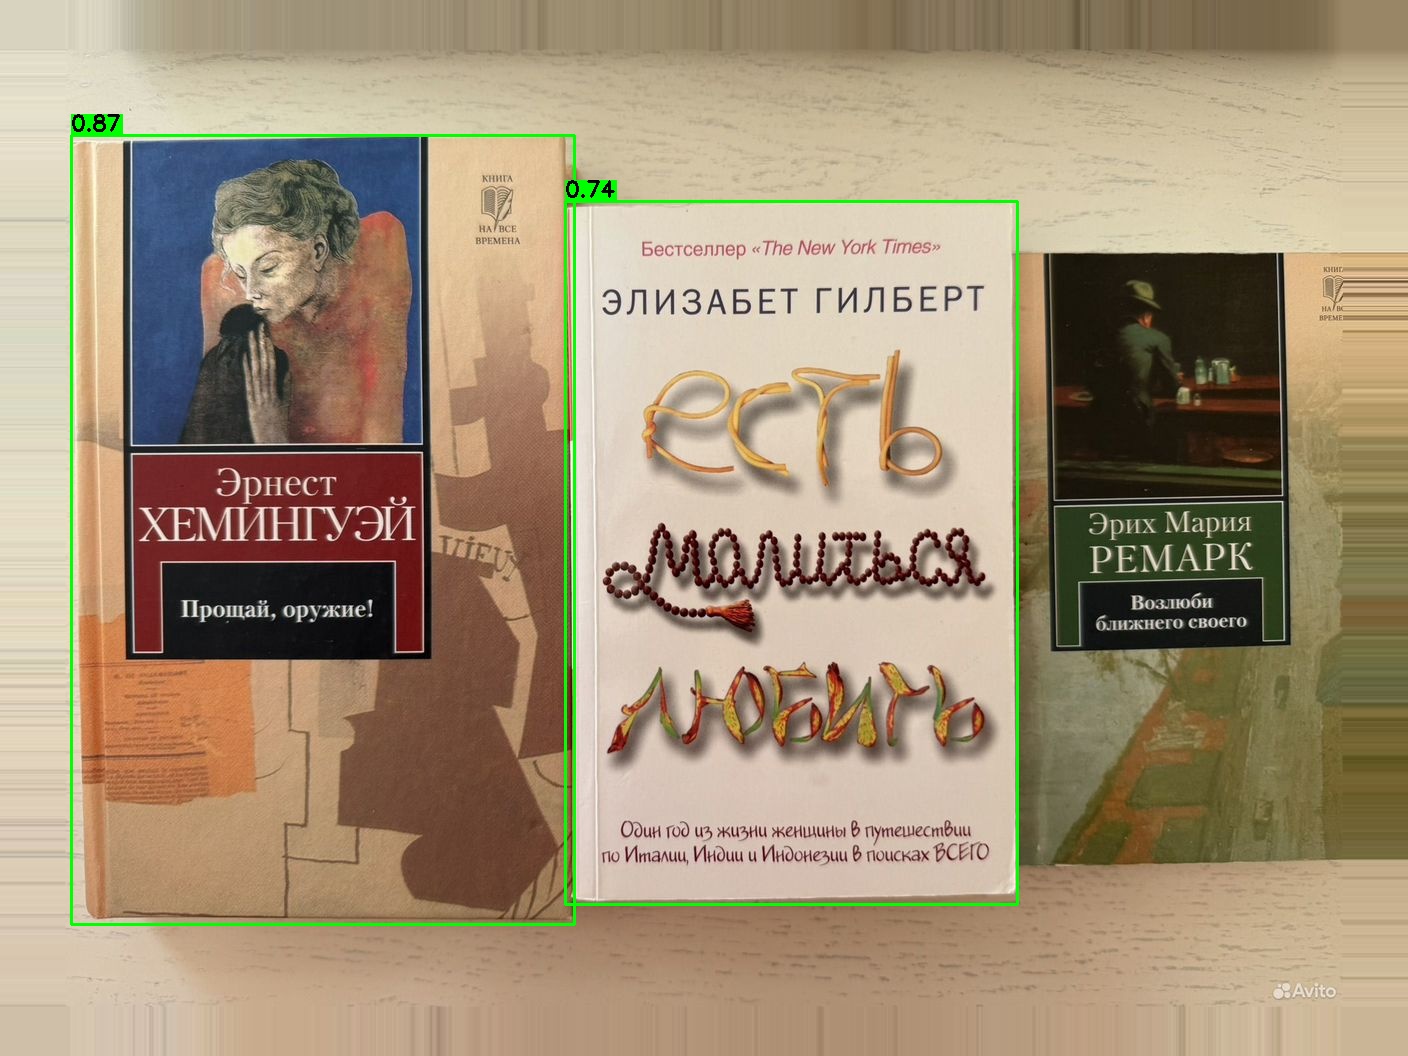 0.87
КНИГА
НА ВСЕ
ВРЕМЕНА
Эрнест
ХЕМИНГУЭЙ
VIEUX
Прощай, оружие!
0.74
Бестселлер «The New York Times»
ЭЛИЗАБЕТ ГИЛБЕРТ
есть
молиться
любить
Один год из жизни женщины в путешествии
по Италии, Индии и Индонезии в поисках ВСЕГО
Эрих Мария
РЕМАРК
Возлюби
ближнего своего
Avito